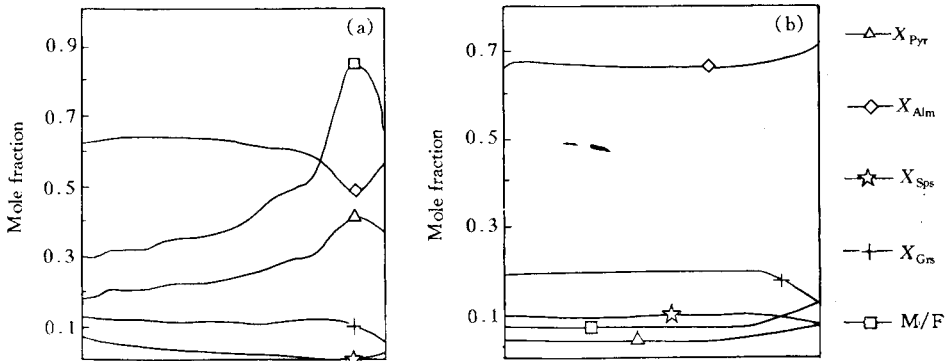 (a)
0.9
0.7
0.5
0.3
0.1
Mole fraction
(b)
0.7
0.5
0.3
0.1
Mole fraction
X_Pyr
X_Alm
X_Sps
X_Grs
M/F